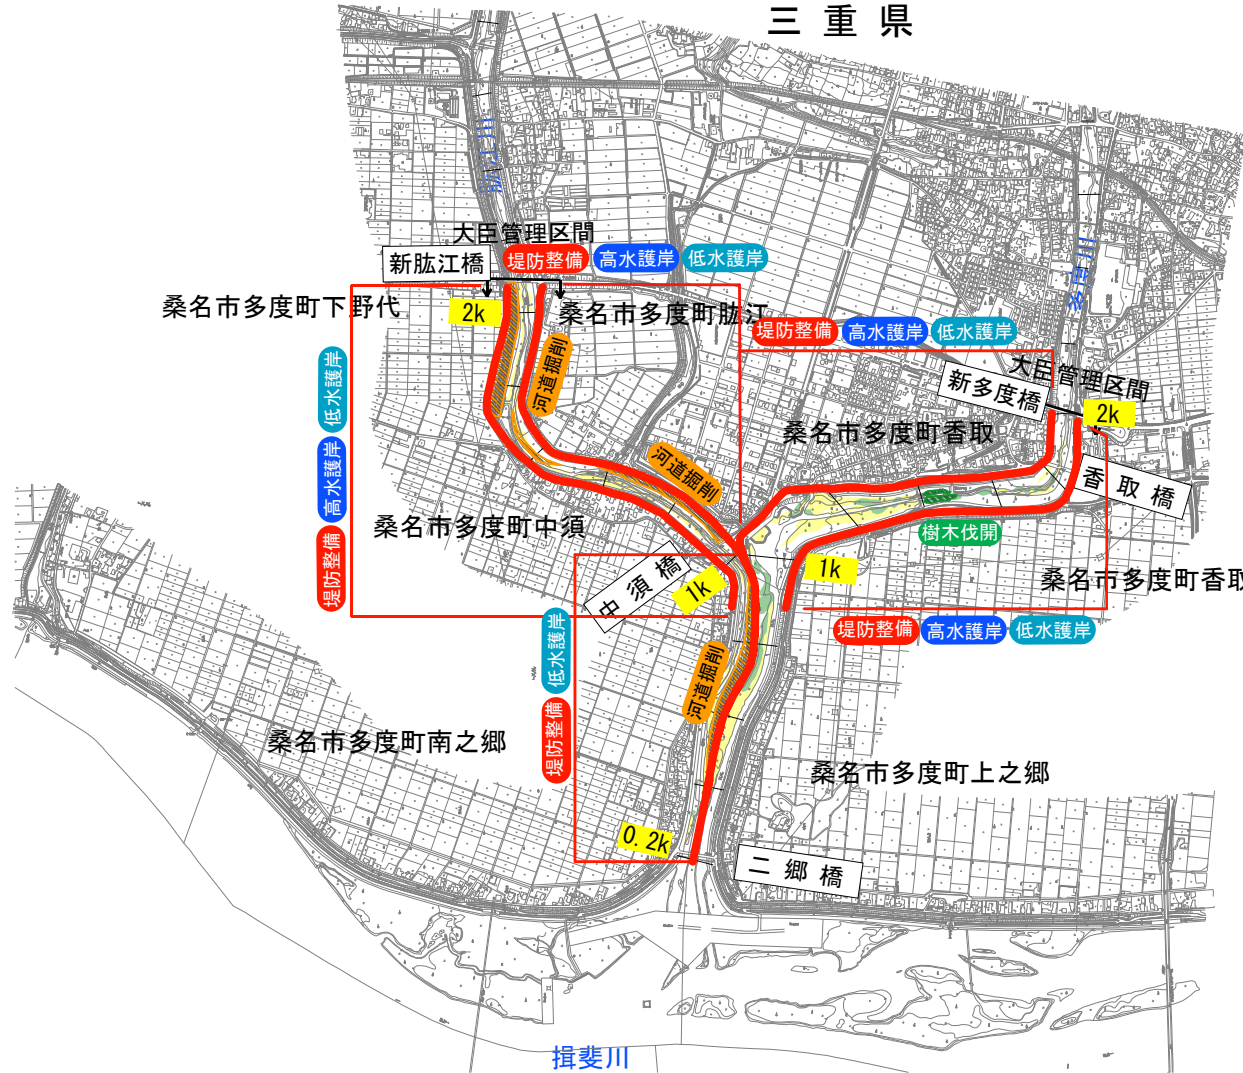 三重県
肱江川
大臣管理区間
新肱江橋
堤防整備 高水護岸 低水護岸
桑名市多度町下野代
2k
桑名市多度町肱江
河道掘削
低水護岸
高水護岸
堤防整備
多度川
堤防整備 高水護岸 低水護岸
大臣管理区間
新多度橋
2k
桑名市多度町香取
香取橋
河道掘削
桑名市多度町中須
樹木伐開
中須橋
1k
1k
桑名市多度町香取
堤防整備 高水護岸 低水護岸
低水護岸
堤防整備
河道掘削
桑名市多度町南之郷
桑名市多度町上之郷
0.2k
二郷橋
揖斐川